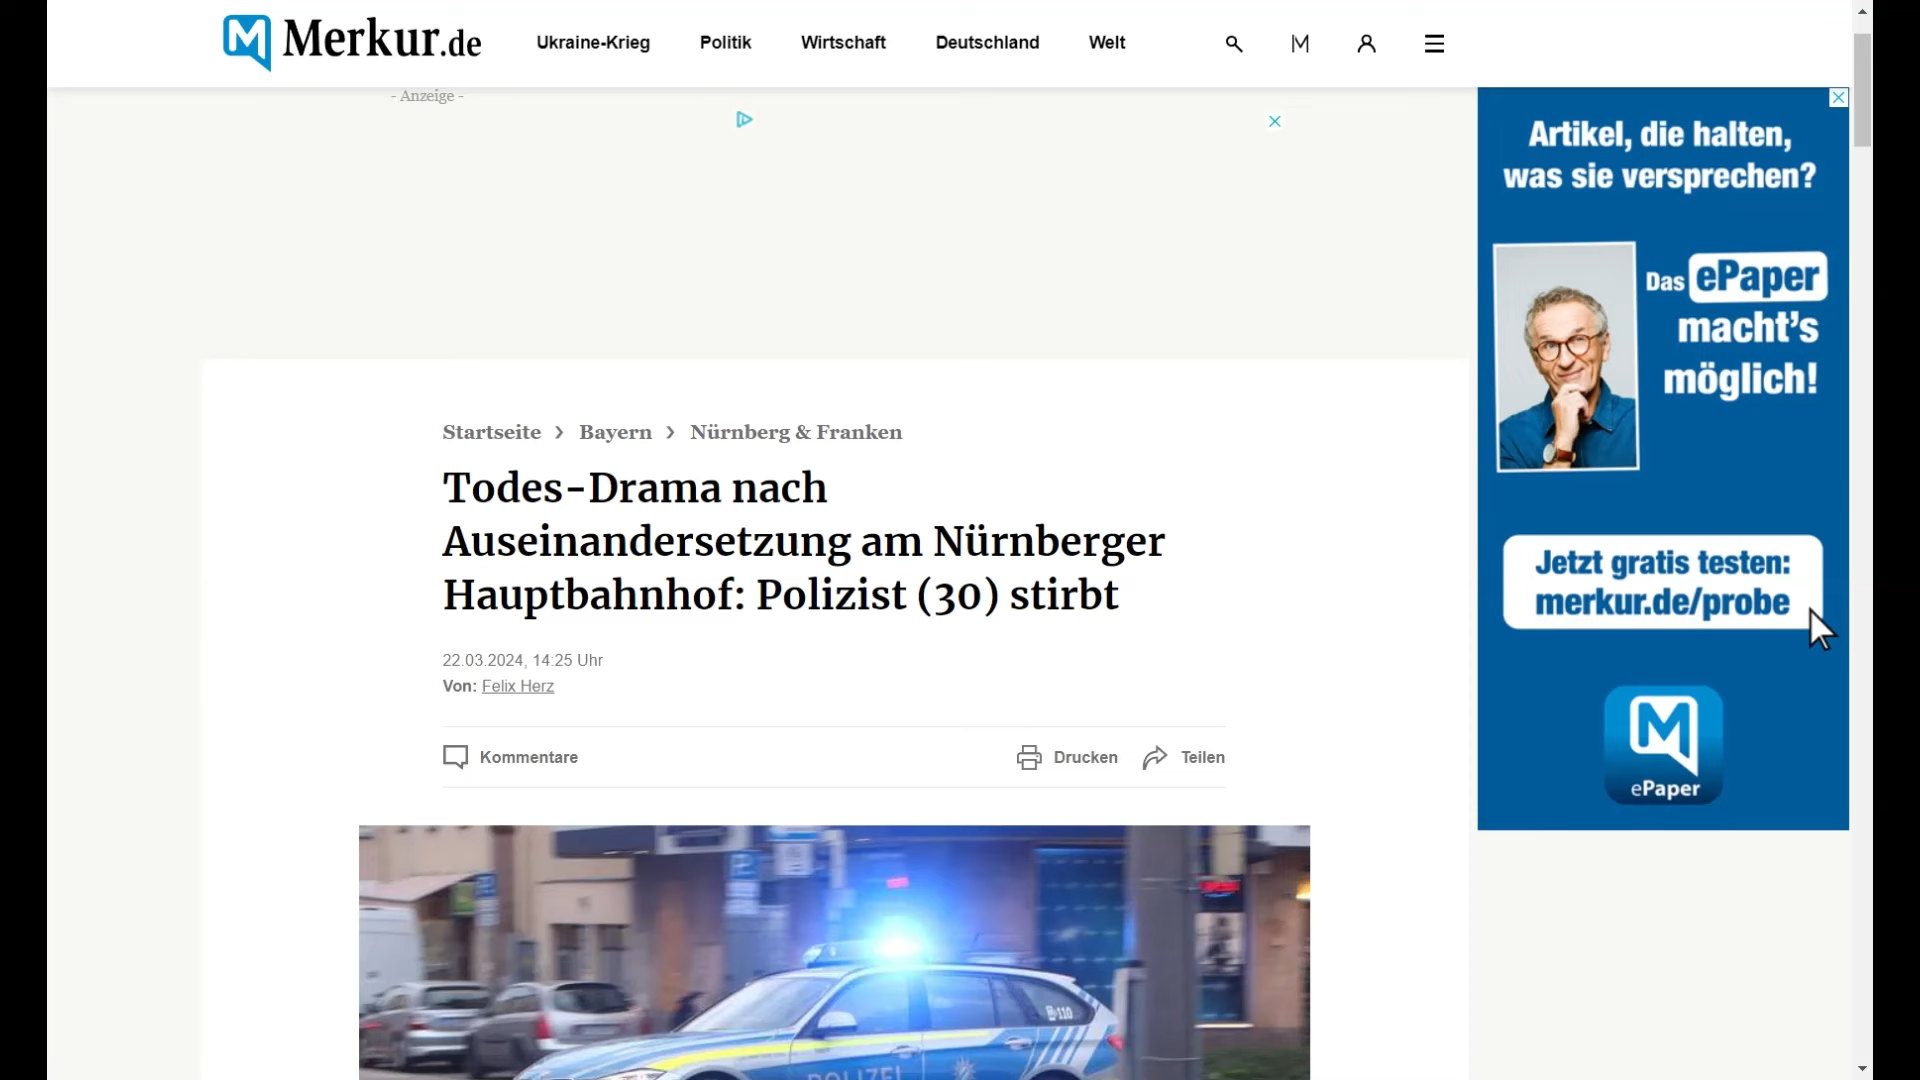 Merkur.de
Ukraine-Krieg
Politik
Wirtschaft
Deutschland
Welt
- Anzeige -
Artikel, die halten,
was sie versprechen?
Das ePaper
macht's
möglich!
Jetzt gratis testen:
merkur.de/probe
ePaper
Startseite > Bayern > Nürnberg & Franken
Todes-Drama nach
Auseinandersetzung am Nürnberger
Hauptbahnhof: Polizist (30) stirbt
22.03.2024, 14:25 Uhr
Von: Felix Herz
Kommentare
Drucken
Teilen
110
POLIZEI